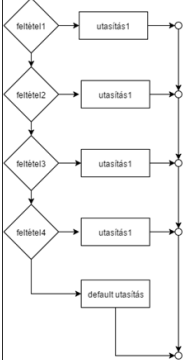 feltétel1 utasítás1
feltétel2 utasítás1
feltétel3 utasítás1
feltétel4 utasítás1
default utasítás